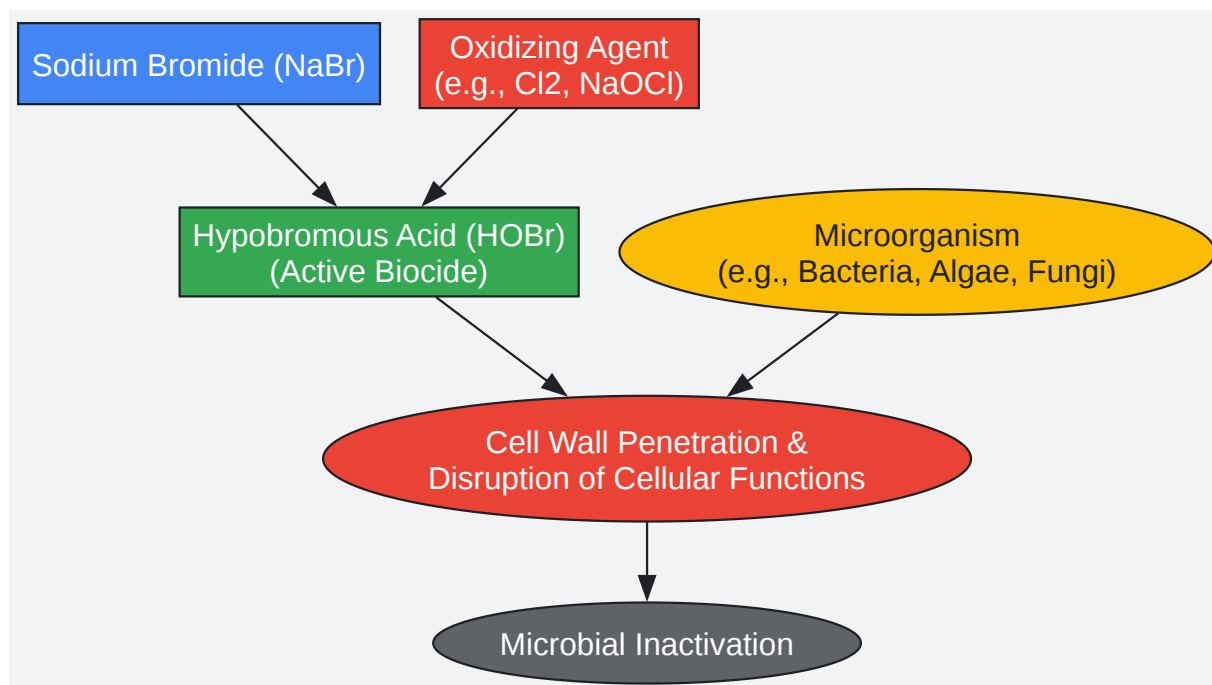 Sodium Bromide (NaBr)
Oxidizing Agent
(e.g., Cl2, NaOCl)
Hypobromous Acid (HOBr)
(Active Biocide)
Microorganism
(e.g., Bacteria, Algae, Fungi)
Cell Wall Penetration &
Disruption of Cellular Functions
Microbial Inactivation